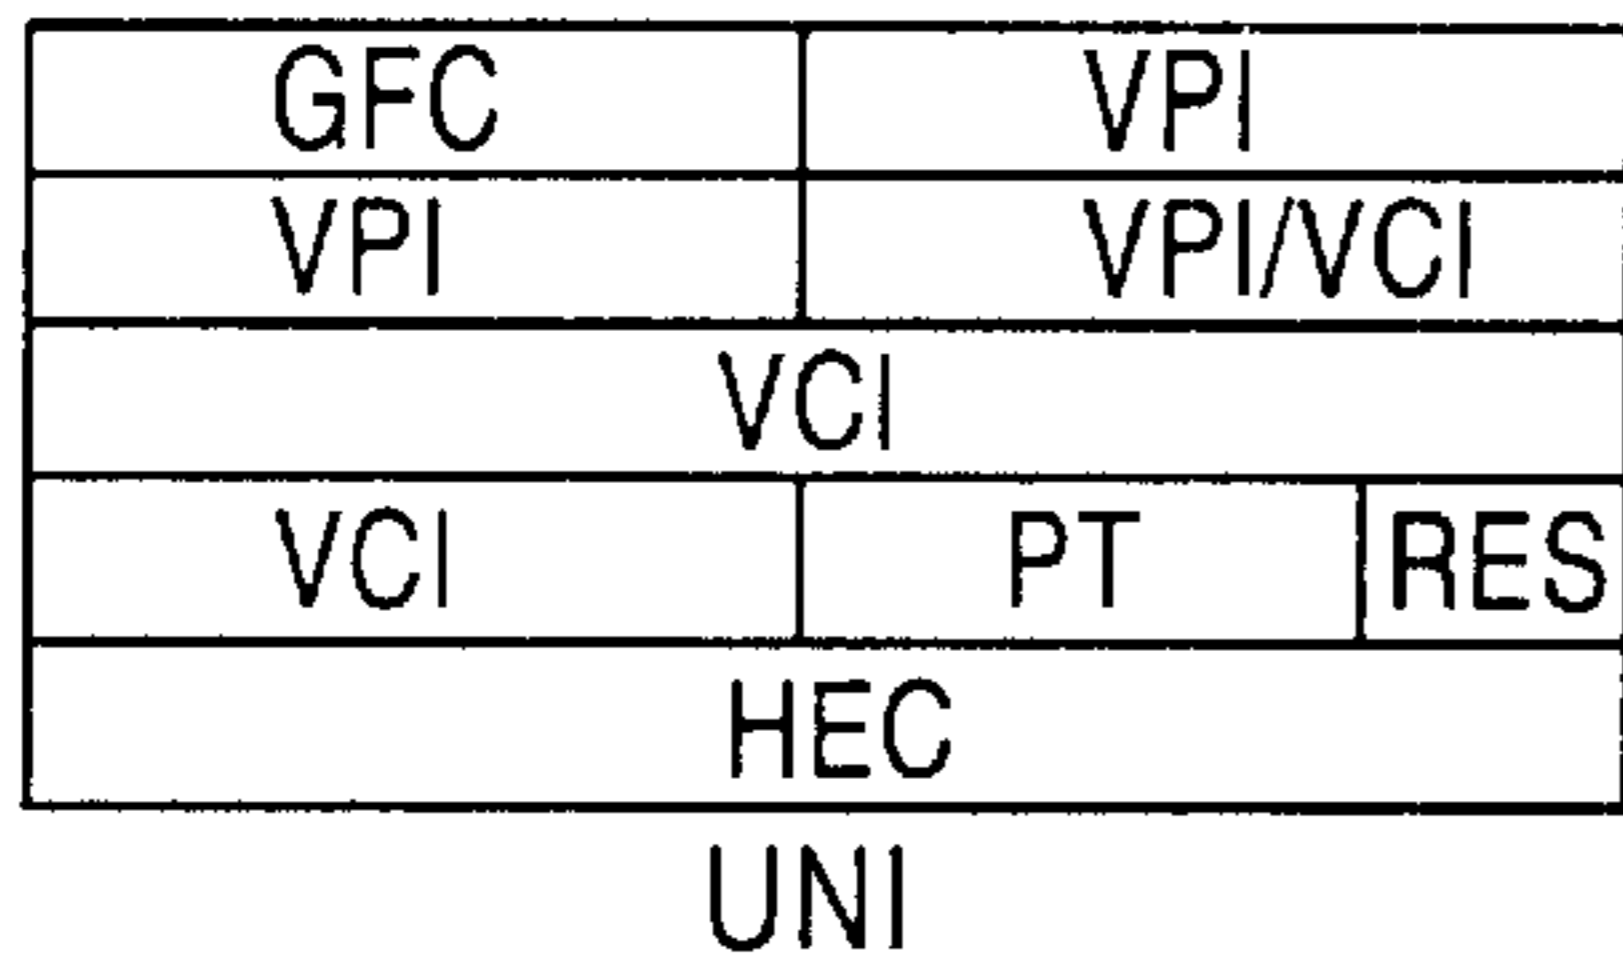 GFC VPI
VPI VPI/VCI
VCI
VCI PT RES
HEC
UNI